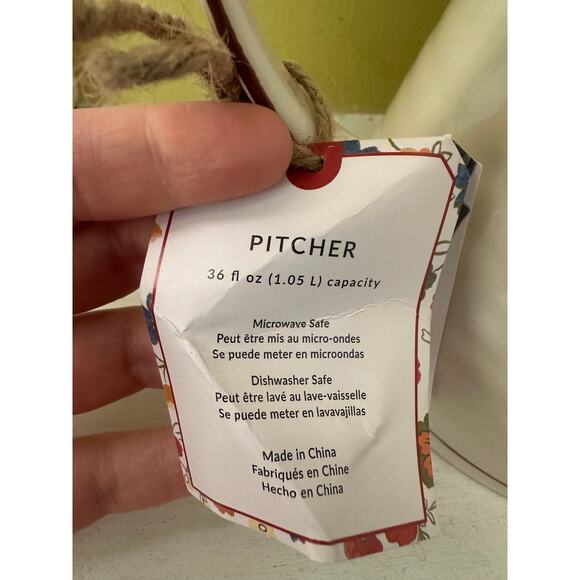 PITCHER
36 fl oz (1.05 L) capacity
Microwave Safe
Peut être mis au micro-ondes
Se puede meter en microondas
Dishwasher Safe
Peut être lavé au lave-vaisselle
Se puede meter en lavavajillas
Made in China
Fabriqués en Chine
Hecho en China